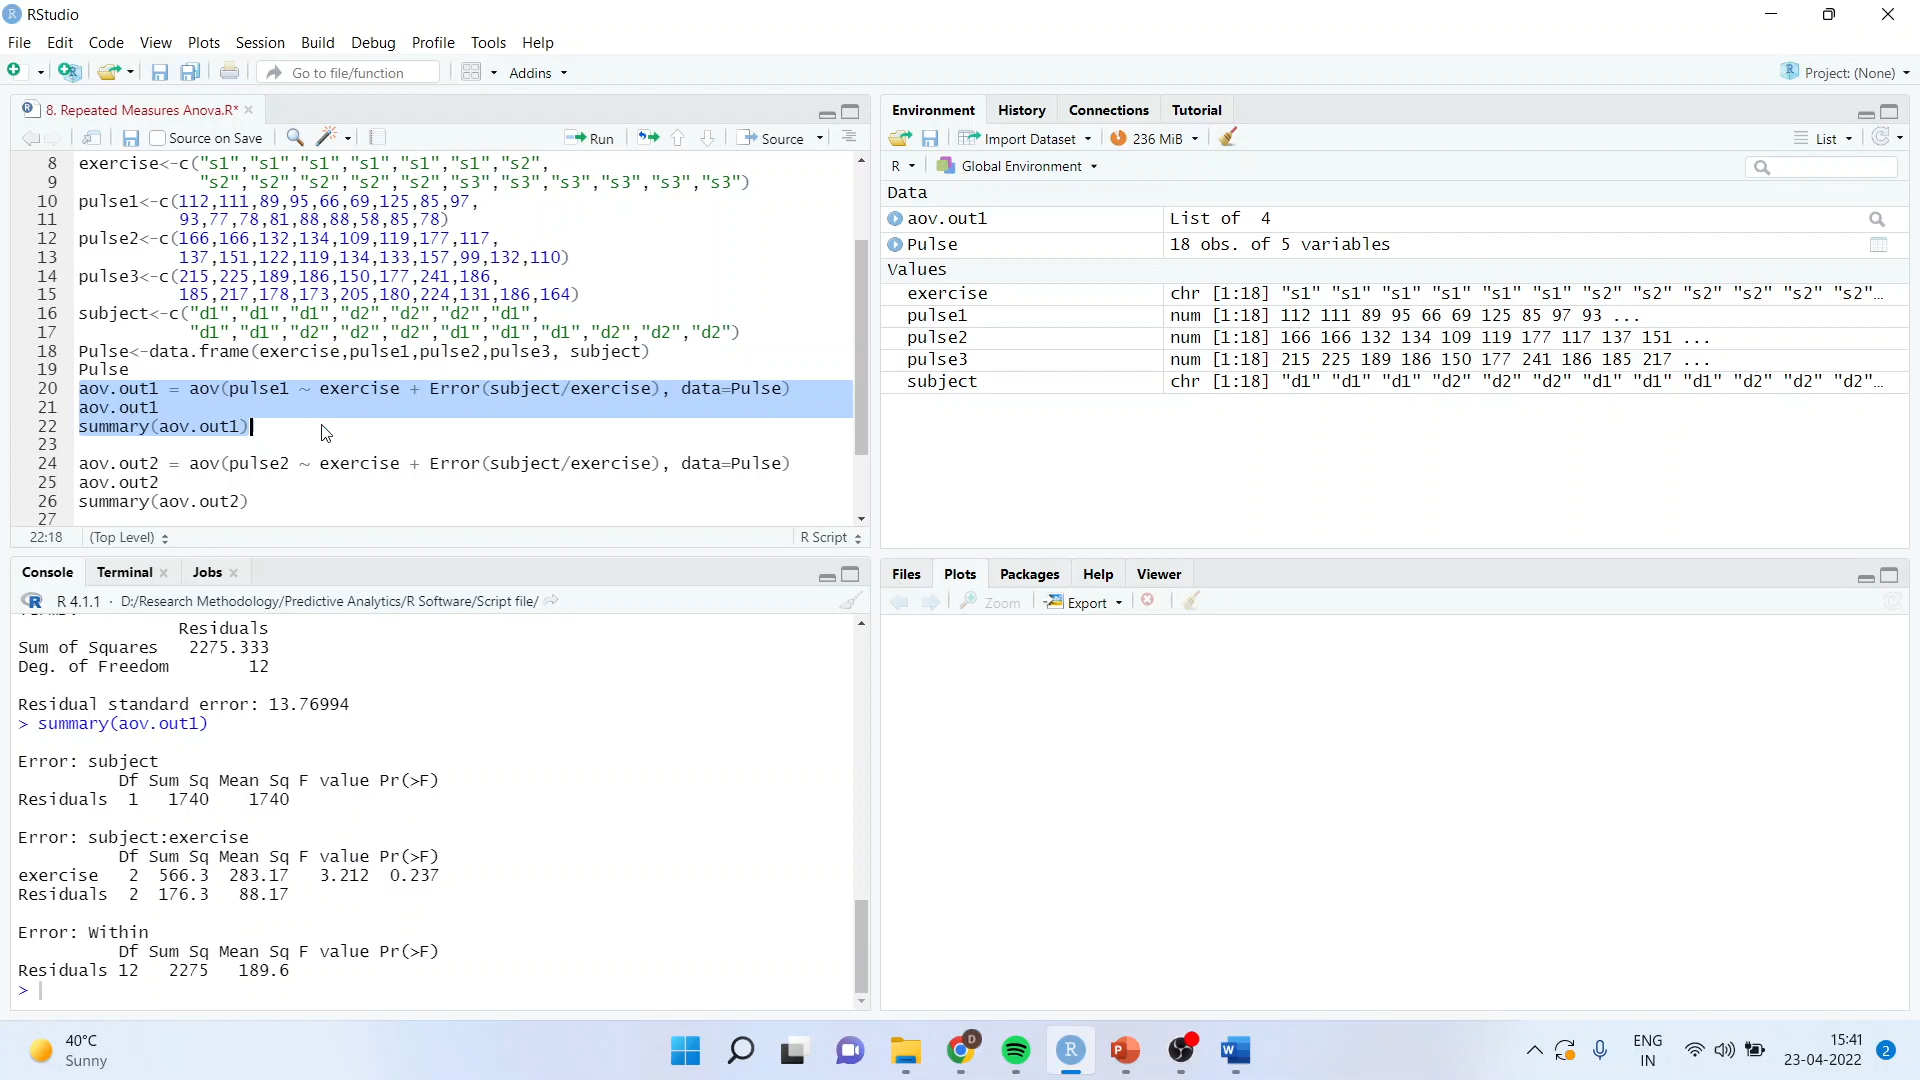 RStudio
File Edit Code View Plots Session Build Debug Profile Tools Help
Go to file/function Addins Project: (None)
8. Repeated Measures Anova.R*
Source on Save Run Source
8 exercise<-c("s1","s1","s1","s1","s1","s1","s2",
9 "s2","s2","s2","s2","s2","s3","s3","s3","s3","s3","s3")
10 pulse1<-c(112,111,89,95,66,69,125,85,97,
11 93,77,78,81,88,88,58,85,78)
12 pulse2<-c(166,166,132,134,109,119,177,117,
13 137,151,122,119,134,133,157,99,132,110)
14 pulse3<-c(215,225,189,186,150,177,241,186,
15 185,217,178,173,205,180,224,131,186,164)
16 subject<-c("d1","d1","d1","d2","d2","d2","d1",
17 "d1","d1","d2","d2","d2","d1","d1","d1","d2","d2","d2")
18 Pulse<-data.frame(exercise,pulse1,pulse2,pulse3, subject)
19 Pulse
20 aov.out1 = aov(pulse1 ~ exercise + Error(subject/exercise), data=Pulse)
21 aov.out1
22 summary(aov.out1)
23
24 aov.out2 = aov(pulse2 ~ exercise + Error(subject/exercise), data=Pulse)
25 aov.out2
26 summary(aov.out2)
27
22:18 (Top Level) R Script
Console Terminal Jobs
R 4.1.1 · D:/Research Methodology/Predictive Analytics/R Software/Script file/
Residuals
Sum of Squares 2275.333
Deg. of Freedom 12
Residual standard error: 13.76994
> summary(aov.out1)
Error: subject
Df Sum Sq Mean Sq F value Pr(>F)
Residuals 1 1740 1740
Error: subject:exercise
Df Sum Sq Mean Sq F value Pr(>F)
exercise 2 566.3 283.17 3.212 0.237
Residuals 2 176.3 88.17
Error: Within
Df Sum Sq Mean Sq F value Pr(>F)
Residuals 12 2275 189.6
>
Environment History Connections Tutorial
Import Dataset 236 MiB List
R Global Environment
Data
aov.out1 List of 4
Pulse 18 obs. of 5 variables
Values
exercise chr [1:18] "s1" "s1" "s1" "s1" "s1" "s1" "s2" "s2" "s2" "s2" "s2" "s2"…
pulse1 num [1:18] 112 111 89 95 66 69 125 85 97 93 ...
pulse2 num [1:18] 166 166 132 134 109 119 177 117 137 151 ...
pulse3 num [1:18] 215 225 189 186 150 177 241 186 185 217 ...
subject chr [1:18] "d1" "d1" "d1" "d2" "d2" "d2" "d1" "d1" "d1" "d2" "d2" "d2"…
Files Plots Packages Help Viewer
Zoom Export
40°C
Sunny
ENG
IN
15:41
23-04-2022
2